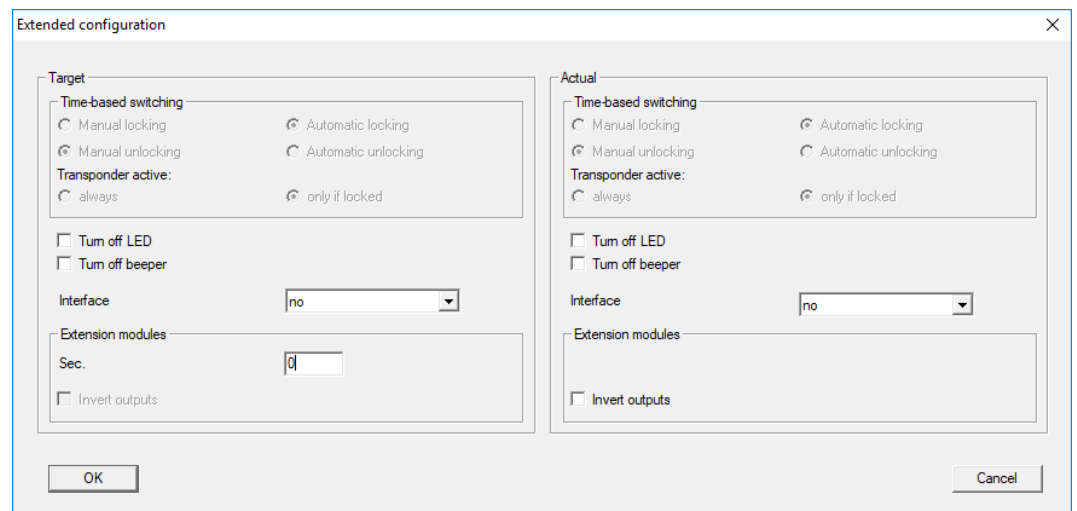 Extended configuration
Target
Time-based switching
Manual locking
Automatic locking
Manual unlocking
Automatic unlocking
Transponder active:
always
only if locked
Turn off LED
Turn off beeper
Interface
no
Extension modules
Sec.
0
Invert outputs
Actual
Time-based switching
Manual locking
Automatic locking
Manual unlocking
Automatic unlocking
Transponder active:
always
only if locked
Turn off LED
Turn off beeper
Interface
no
Extension modules
Invert outputs
OK
Cancel